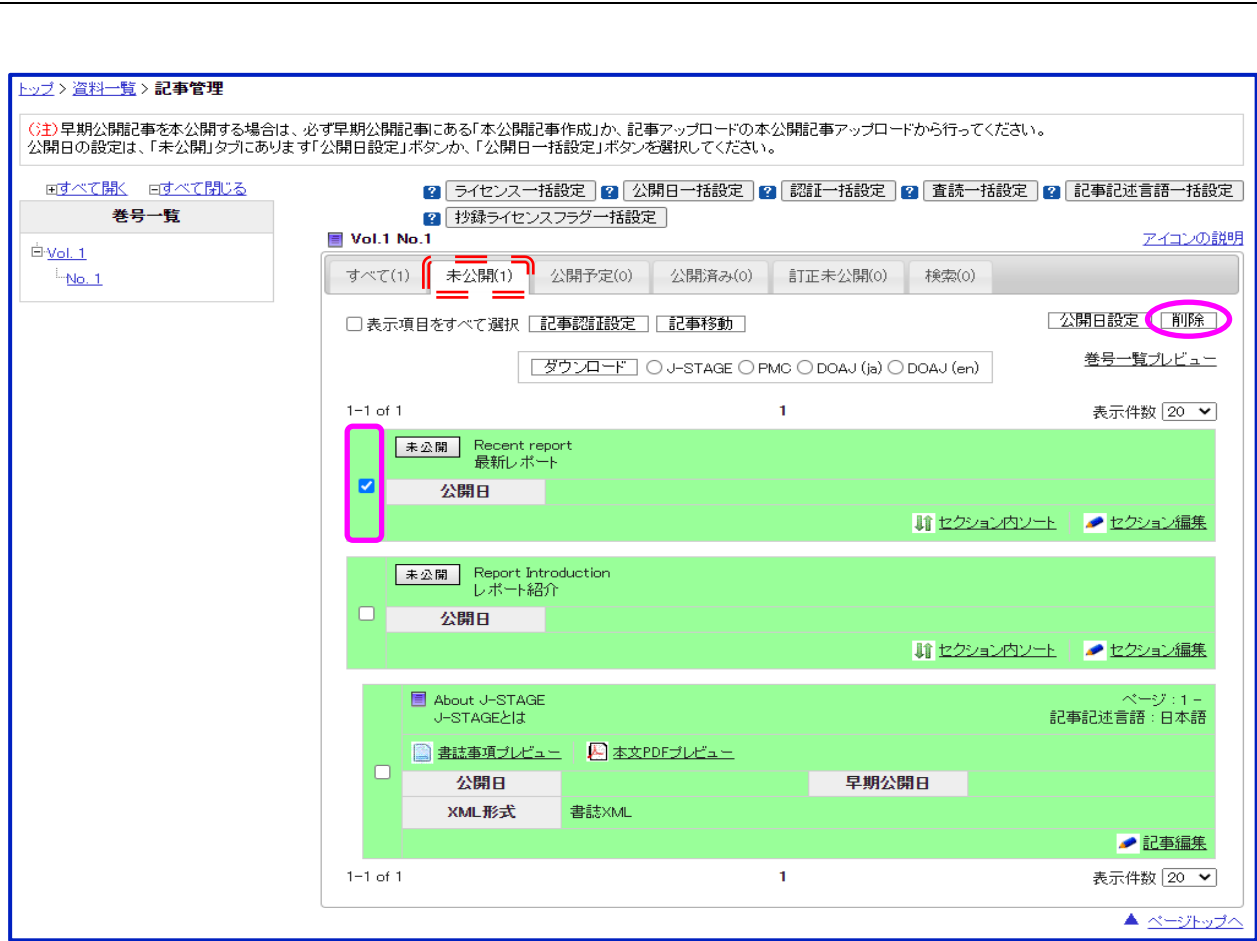 トップ > 資料一覧 > 記事管理
(注)早期公開記事を本公開する場合は、必ず早期公開記事にある「本公開記事作成」か、記事アップロードの本公開記事アップロードから行ってください。
公開日の設定は、「未公開」タブにあります「公開日設定」ボタンか、「公開日一括設定」ボタンを選択してください。
すべて開く すべて閉じる
? ライセンス一括設定 ? 公開日一括設定 ? 認証一括設定 ? 査読一括設定 ? 記事記述言語一括設定
巻号一覧
? 抄録ライセンスフラグ一括設定
Vol.1 No.1 アイコンの説明
Vol. 1
No. 1
すべて(1) 未公開(1) 公開予定(0) 公開済み(0) 訂正未公開(0) 検索(0)
表示項目をすべて選択 記事認証設定 記事移動 公開日設定 削除
ダウンロード J-STAGE PMC DOAJ (ja) DOAJ (en) 巻号一覧プレビュー
1-1 of 1 1 表示件数 20
未公開 Recent report
最新レポート
公開日
セクション内ソート セクション編集
未公開 Report Introduction
レポート紹介
公開日
セクション内ソート セクション編集
About J-STAGE ページ : 1 -
J-STAGEとは 記事記述言語 : 日本語
書誌事項プレビュー 本文PDFプレビュー
公開日 早期公開日
XML形式 書誌XML
記事編集
1-1 of 1 1 表示件数 20
ページトップへ